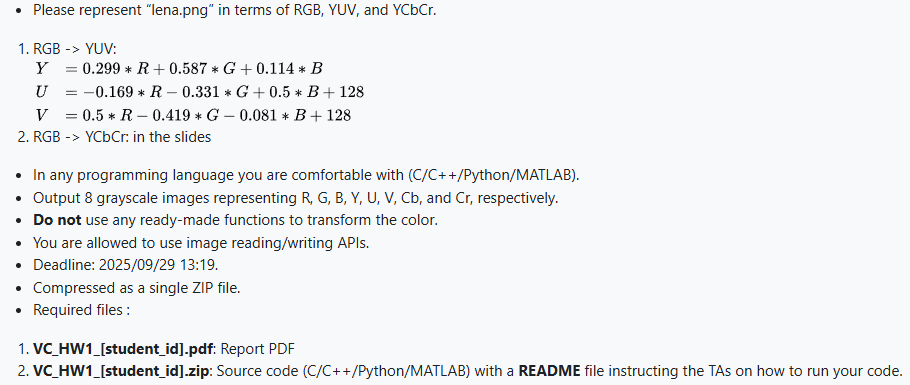 • Please represent “lena.png” in terms of RGB, YUV, and YCbCr.
1. RGB -> YUV:
Y = 0.299 ∗ R + 0.587 ∗ G + 0.114 ∗ B
U = −0.169 ∗ R − 0.331 ∗ G + 0.5 ∗ B + 128
V = 0.5 ∗ R − 0.419 ∗ G − 0.081 ∗ B + 128
2. RGB -> YCbCr: in the slides
• In any programming language you are comfortable with (C/C++/Python/MATLAB).
• Output 8 grayscale images representing R, G, B, Y, U, V, Cb, and Cr, respectively.
• Do not use any ready-made functions to transform the color.
• You are allowed to use image reading/writing APIs.
• Deadline: 2025/09/29 13:19.
• Compressed as a single ZIP file.
• Required files :
1. VC_HW1_[student_id].pdf: Report PDF
2. VC_HW1_[student_id].zip: Source code (C/C++/Python/MATLAB) with a README file instructing the TAs on how to run your code.